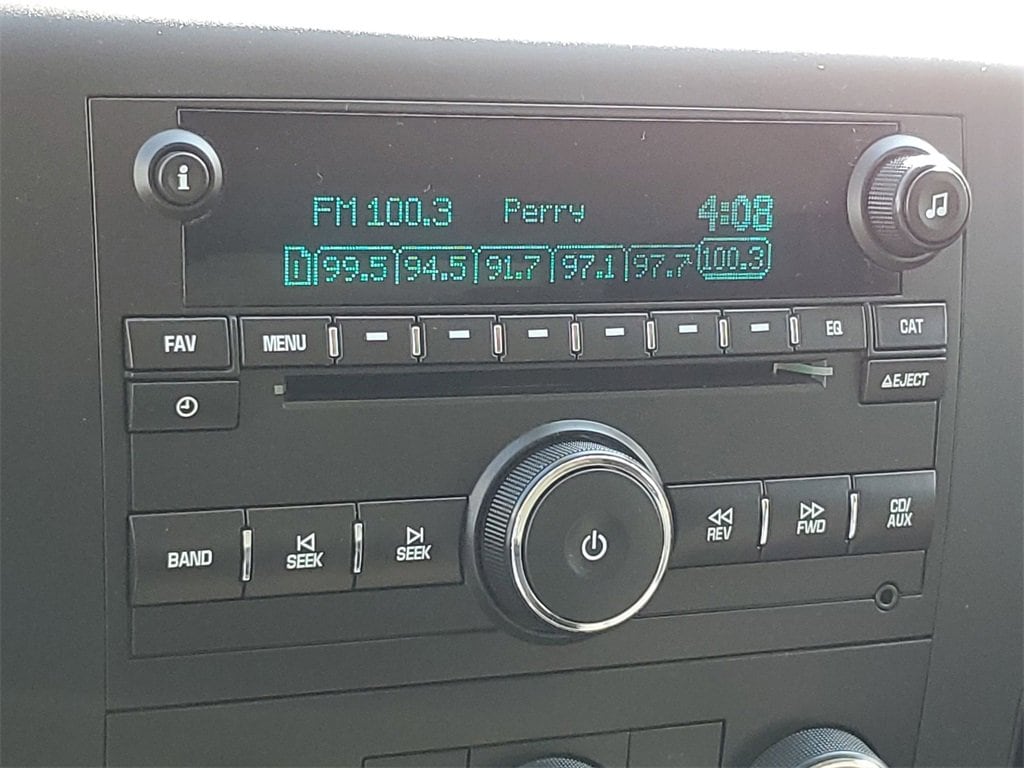 FM 100.3 Perry 4:08
1 99.5 94.5 91.7 97.1 97.7 100.3
FAV MENU EQ CAT
EJECT
BAND SEEK SEEK REV FWD CD/
AUX